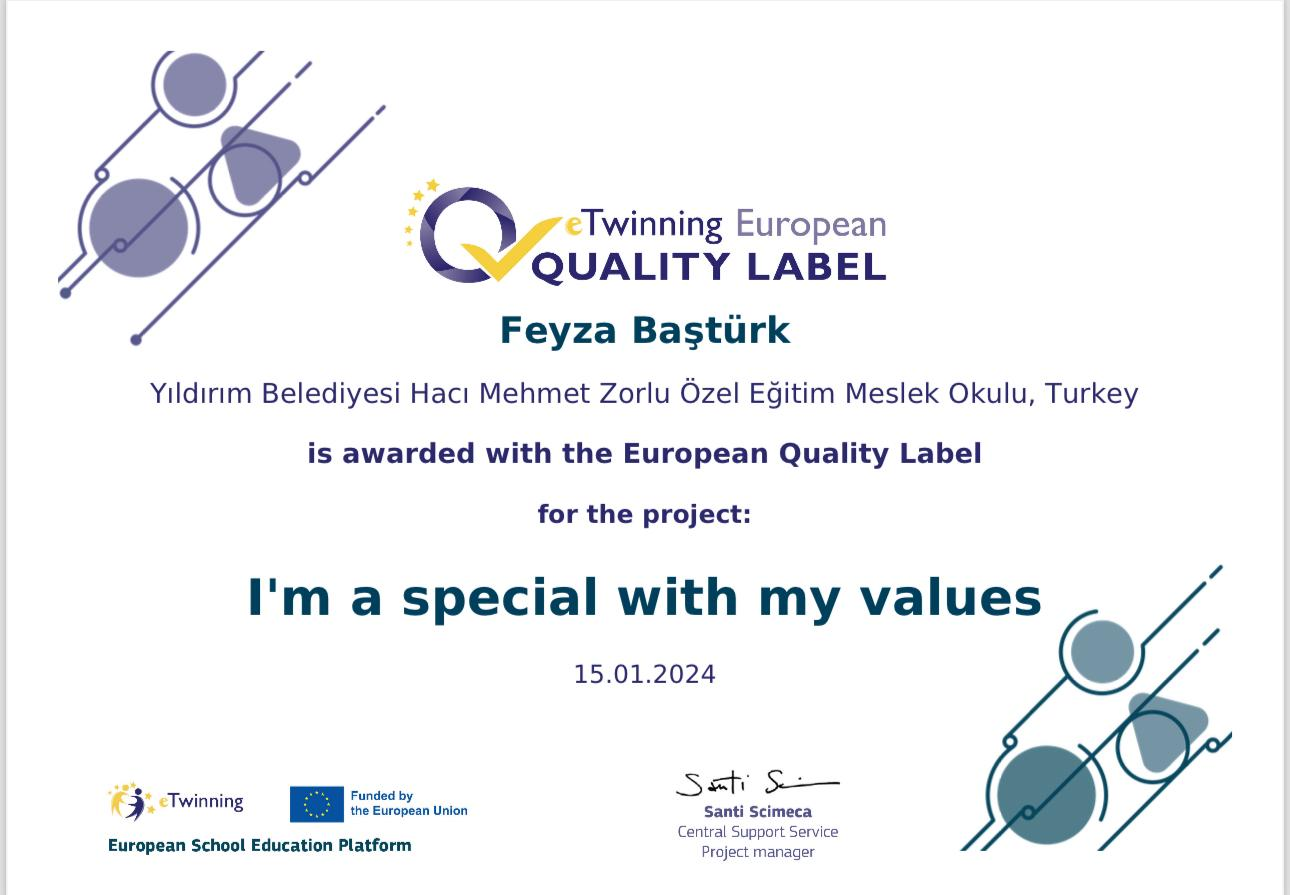 eTwinning European
QUALITY LABEL
Feyza Baştürk
Yıldırım Belediyesi Hacı Mehmet Zorlu Özel Eğitim Meslek Okulu, Turkey
is awarded with the European Quality Label
for the project:
I'm a special with my values
15.01.2024
eTwinning
Funded by
the European Union
European School Education Platform
Santi Sci
Santi Scimeca
Central Support Service
Project manager